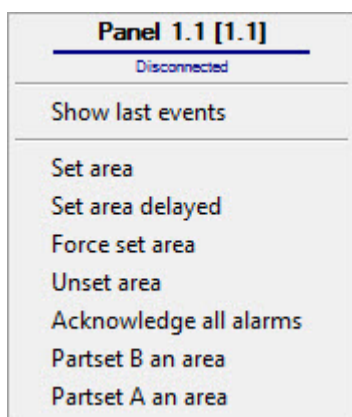 Panel 1.1 [1.1]
Disconnected
Show last events
Set area
Set area delayed
Force set area
Unset area
Acknowledge all alarms
Partset B an area
Partset A an area